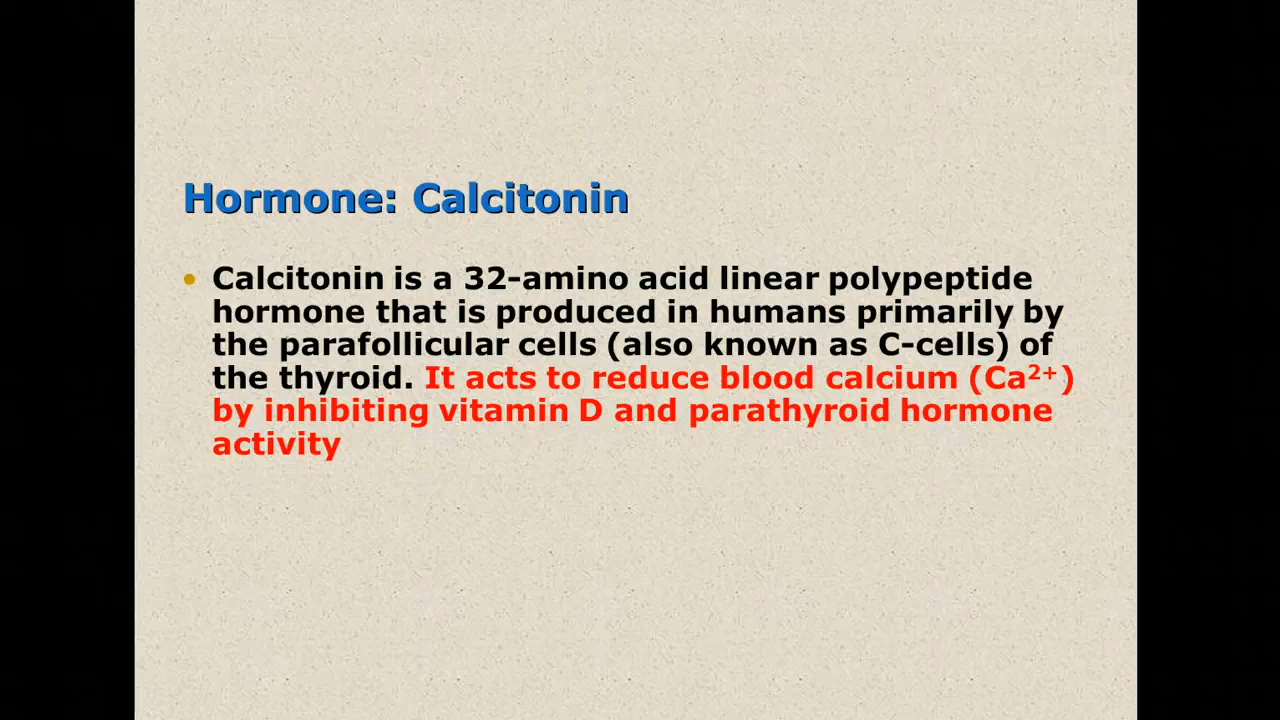 Hormone: Calcitonin
• Calcitonin is a 32-amino acid linear polypeptide
hormone that is produced in humans primarily by
the parafollicular cells (also known as C-cells) of
the thyroid. It acts to reduce blood calcium (Ca²⁺)
by inhibiting vitamin D and parathyroid hormone
activity